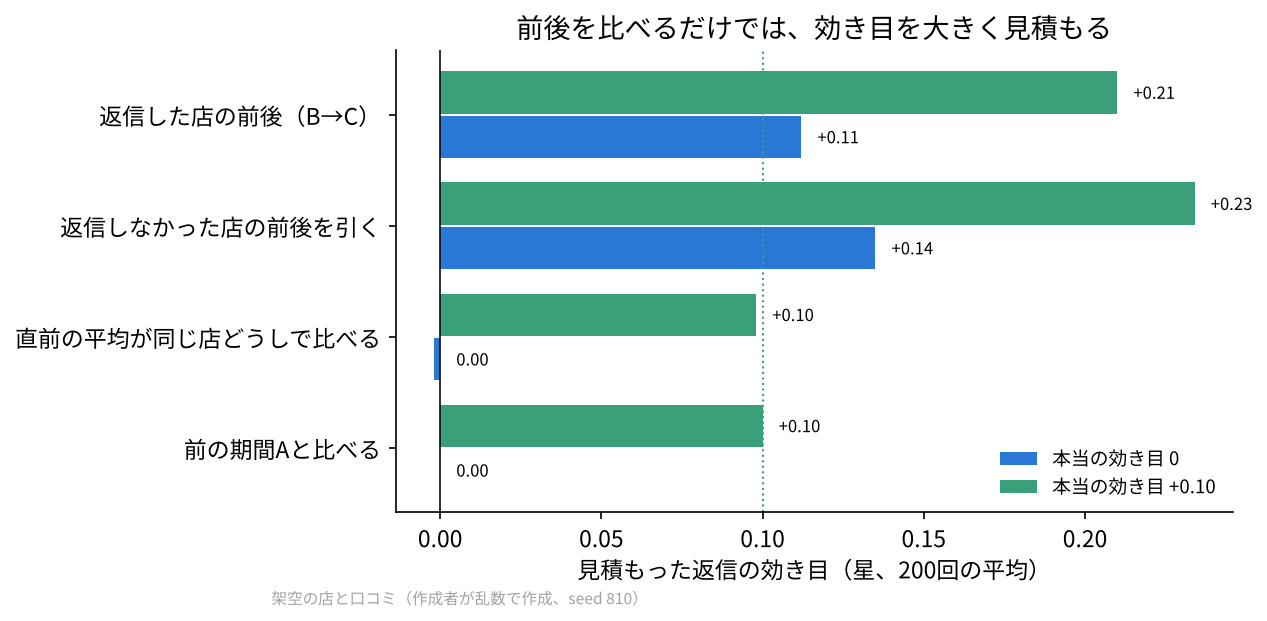 前後を比べるだけでは、効き目を大きく見積もる
返信した店の前後（B→C）
+0.21
+0.11
返信しなかった店の前後を引く
+0.23
+0.14
直前の平均が同じ店どうしで比べる
+0.10
0.00
前の期間Aと比べる
+0.10
0.00
本当の効き目 0
本当の効き目 +0.10
0.00 0.05 0.10 0.15 0.20
見積もった返信の効き目（星、200回の平均）
架空の店と口コミ（作成者が乱数で作成、seed 810）